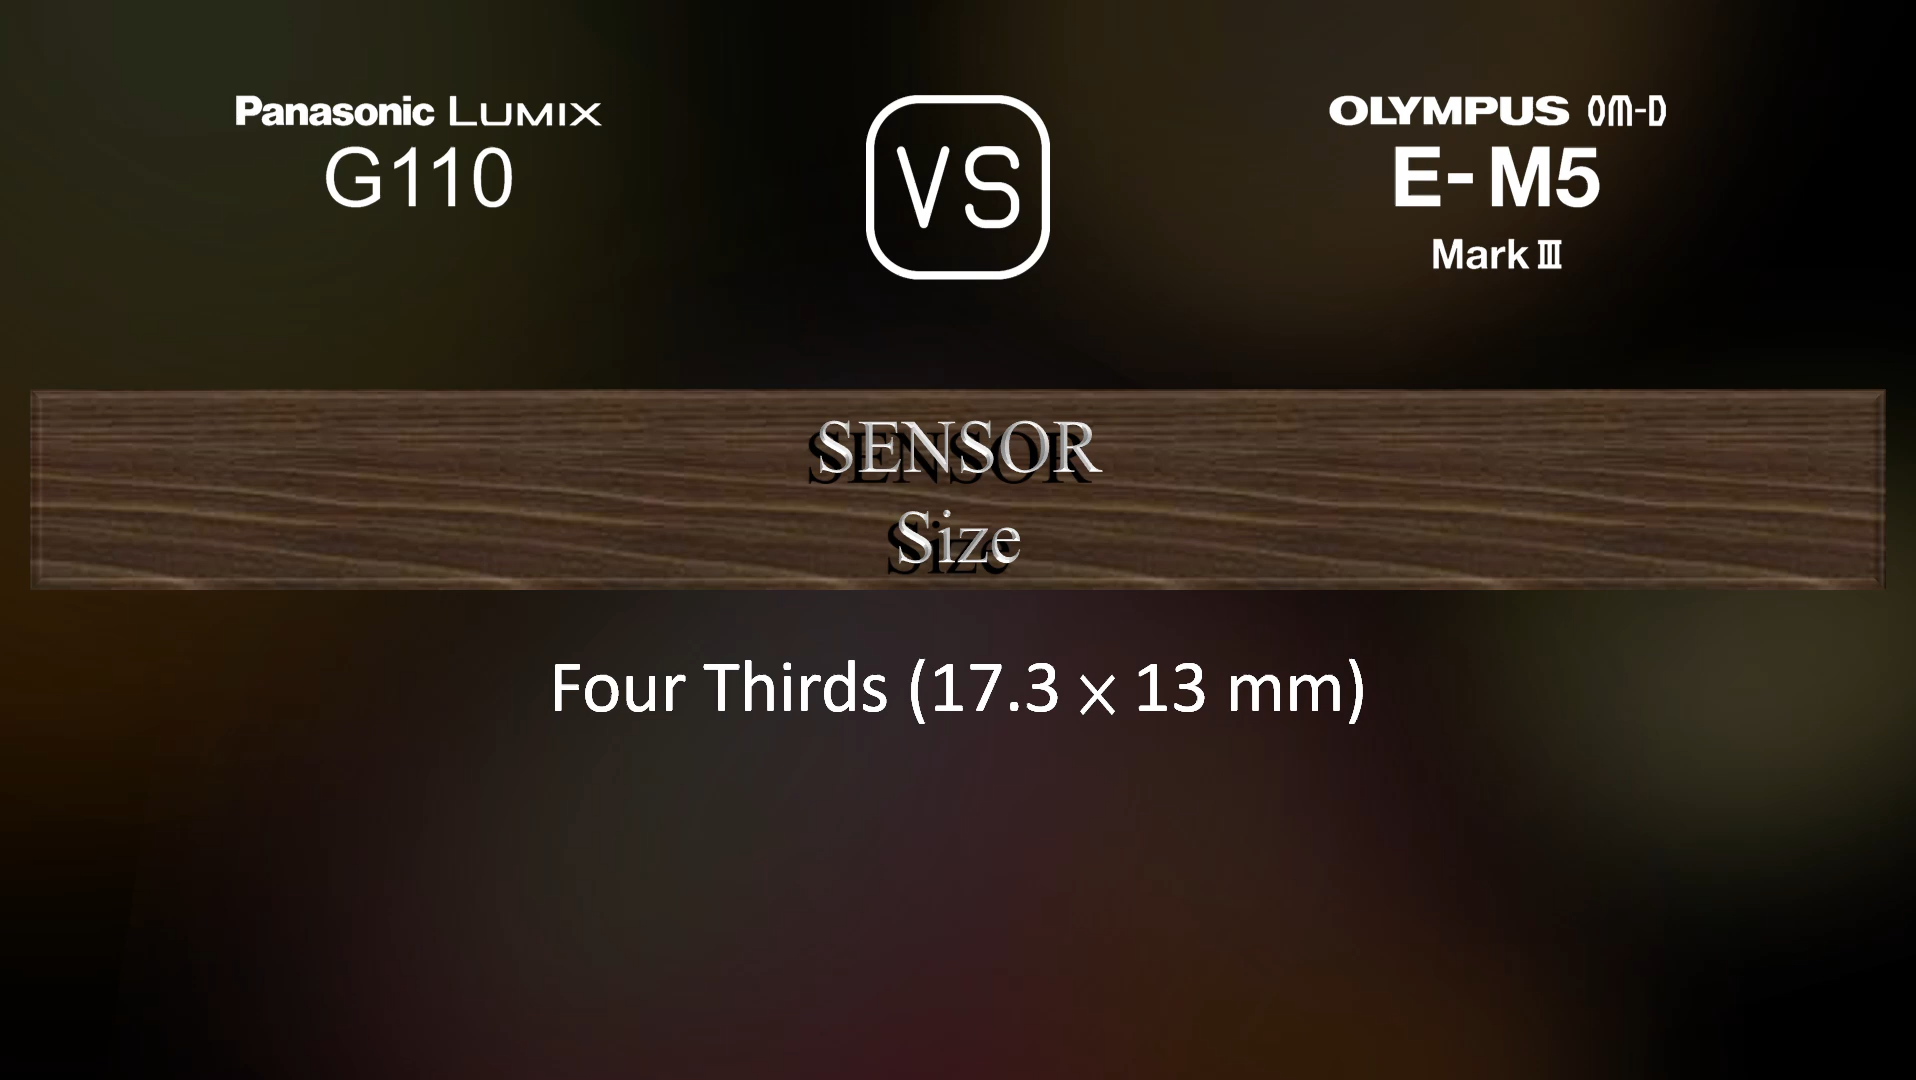 Panasonic LUMIX
G110
VS
OLYMPUS OM-D
E-M5
Mark III
SENSOR
Size
Four Thirds (17.3 x 13 mm)